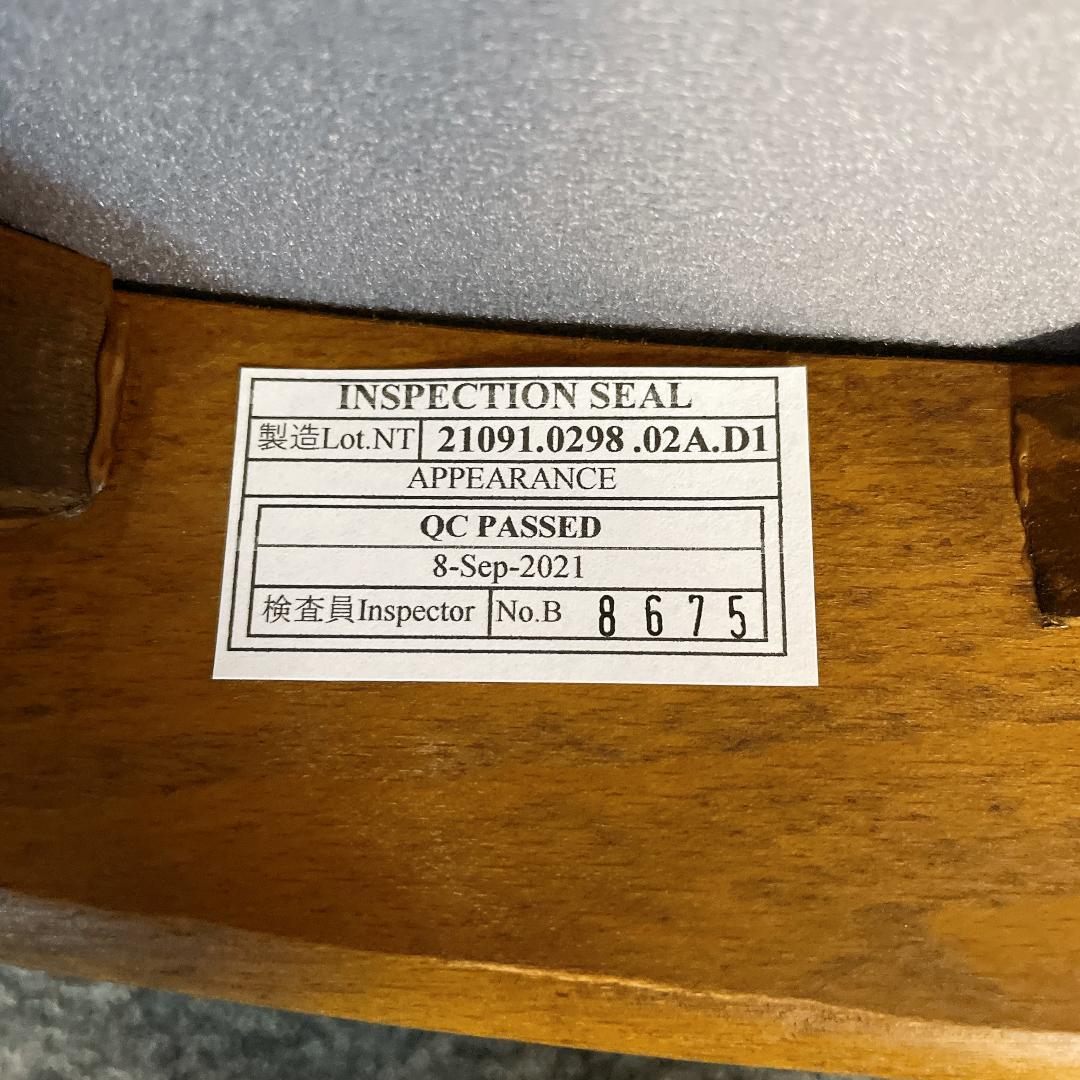 INSPECTION SEAL
製造Lot.NT 21091.0298 .02A.D1
APPEARANCE
QC PASSED
8-Sep-2021
検査員Inspector No.B 8675